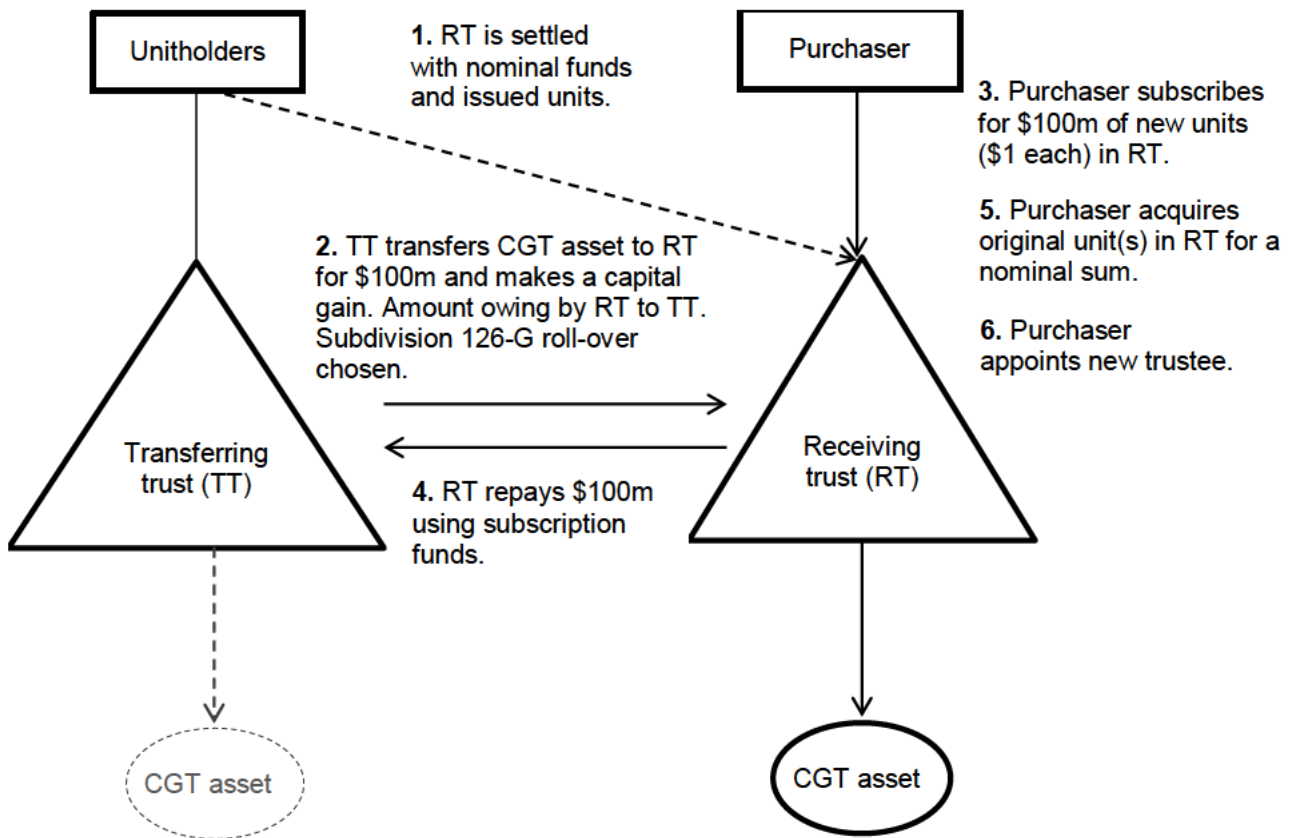 Unitholders
1. RT is settled
with nominal funds
and issued units.
Purchaser
3. Purchaser subscribes
for $100m of new units
($1 each) in RT.
5. Purchaser acquires
original unit(s) in RT for a
nominal sum.
6. Purchaser
appoints new trustee.
2. TT transfers CGT asset to RT
for $100m and makes a capital
gain. Amount owing by RT to TT.
Subdivision 126-G roll-over
chosen.
Transferring
trust (TT)
4. RT repays $100m
using subscription
funds.
Receiving
trust (RT)
CGT asset
CGT asset